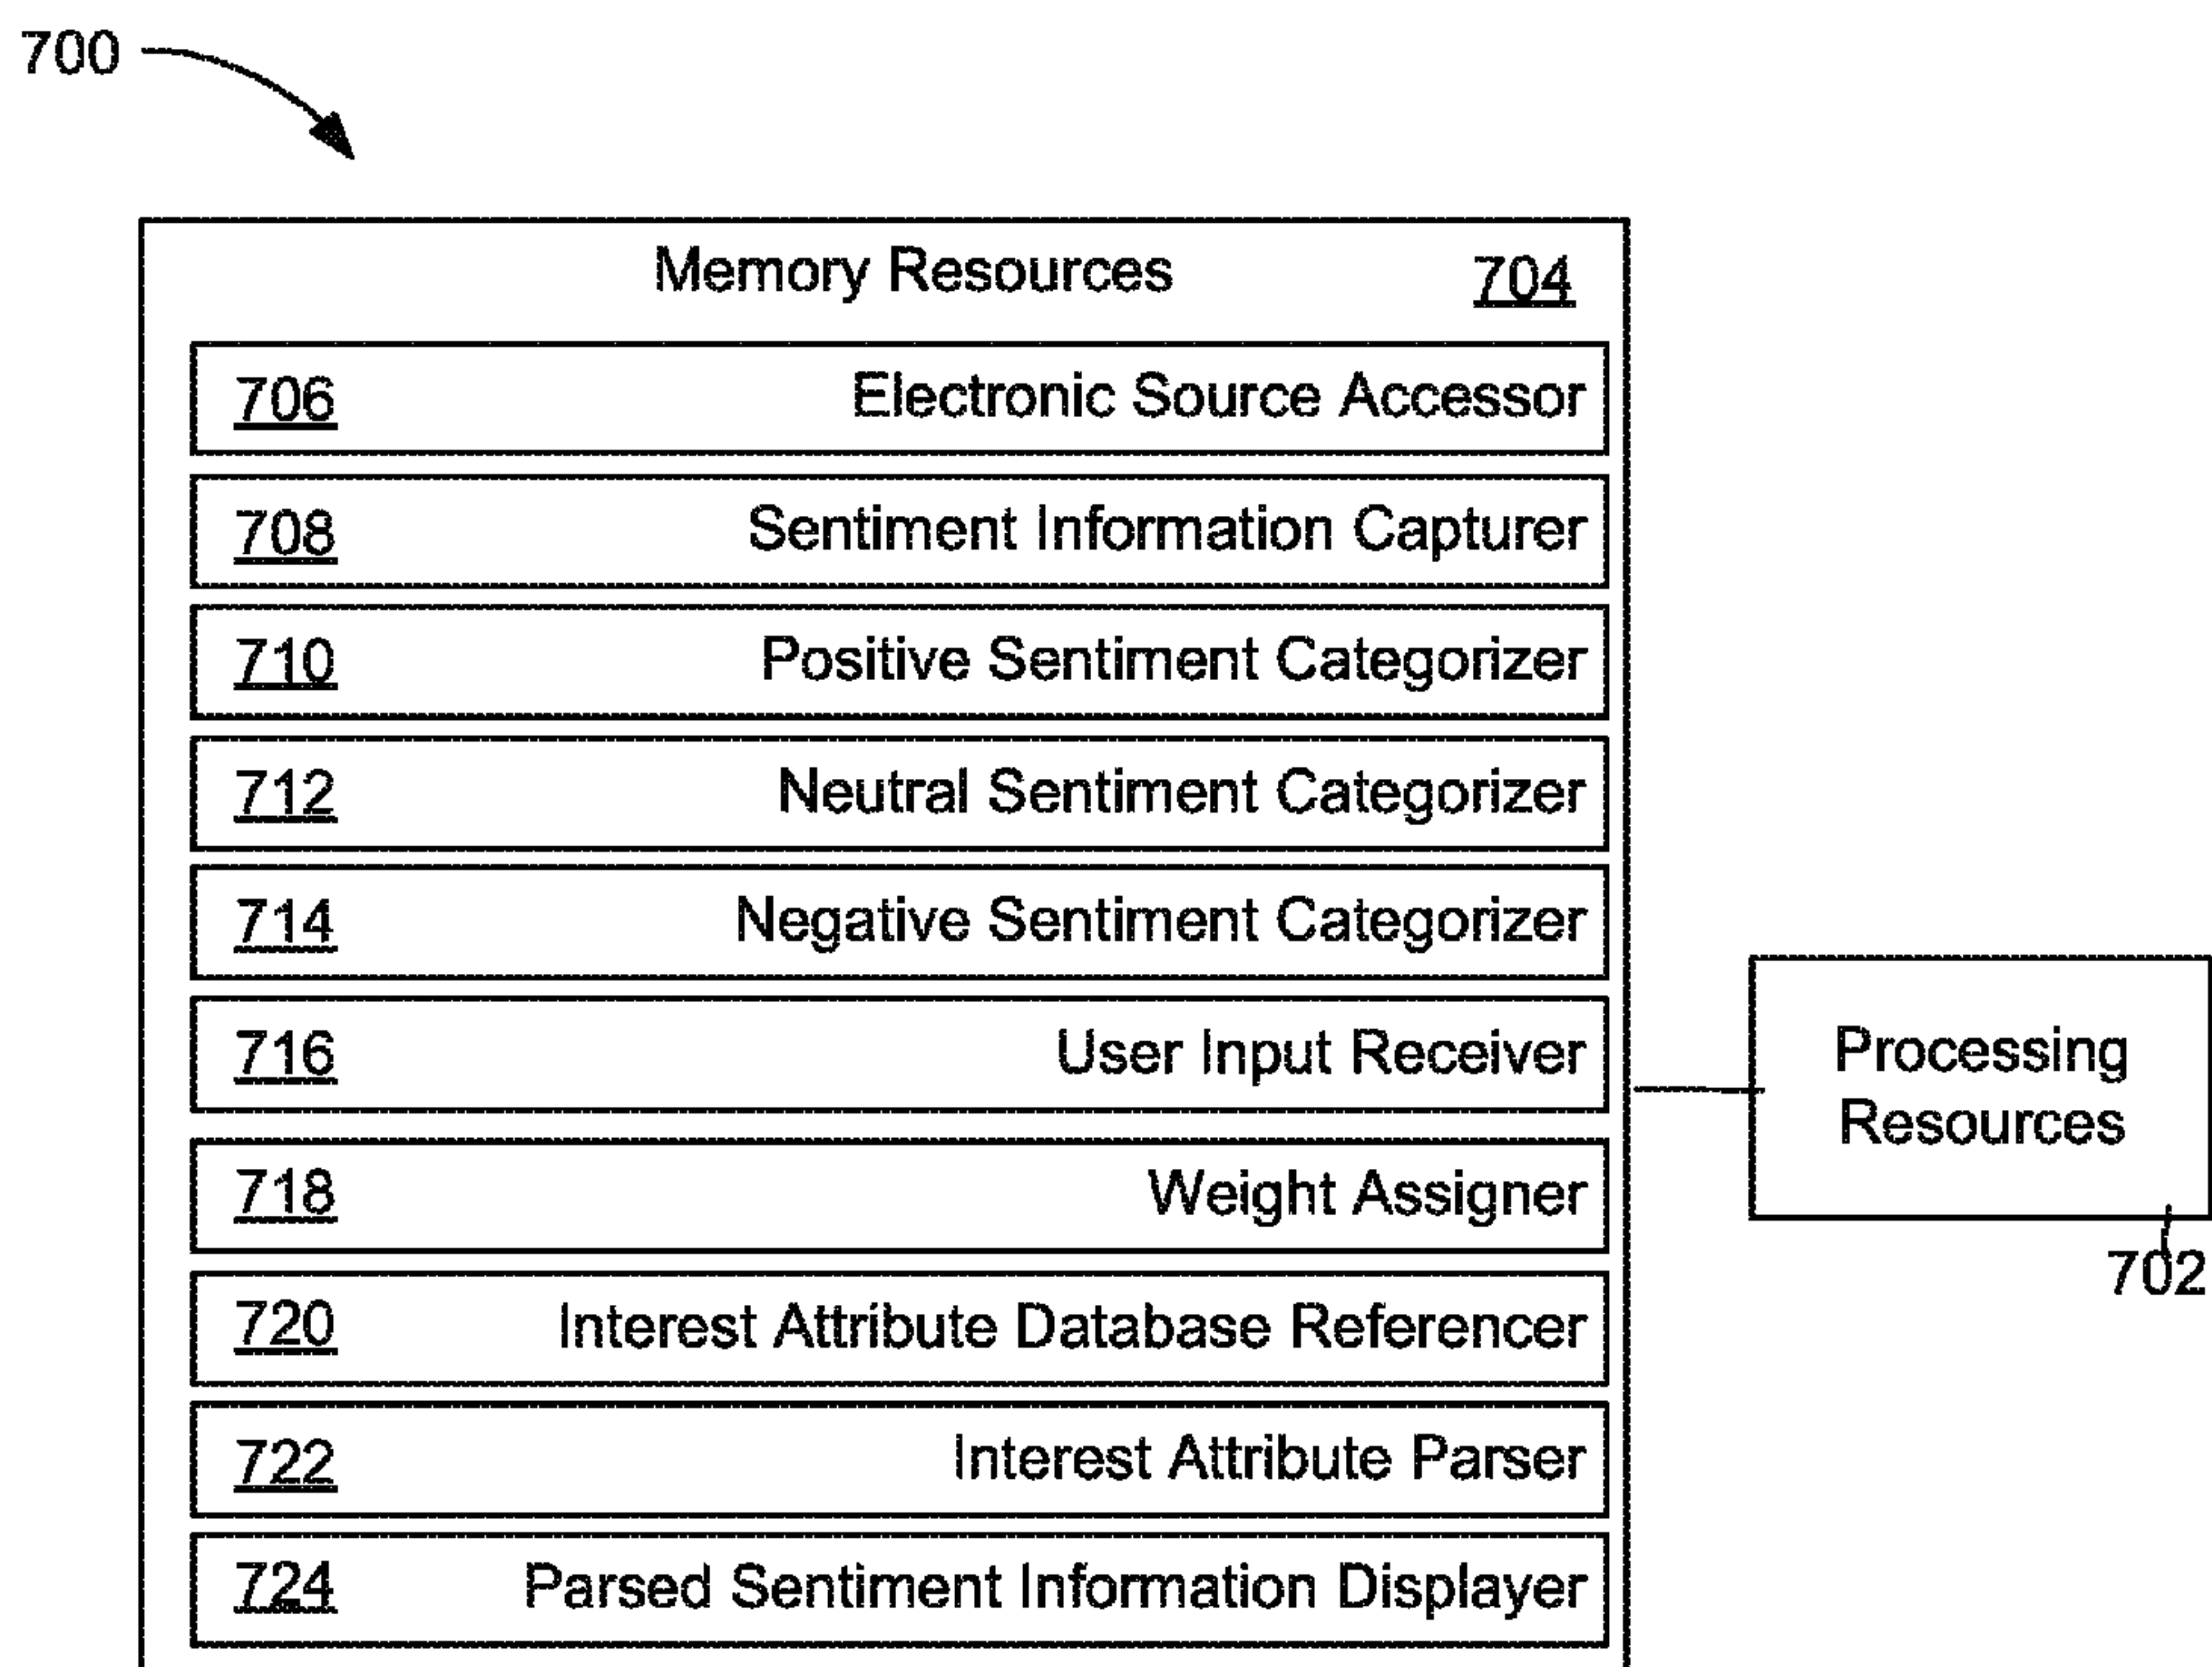 700
Memory Resources 704
706 Electronic Source Accessor
708 Sentiment Information Capturer
710 Positive Sentiment Categorizer
712 Neutral Sentiment Categorizer
714 Negative Sentiment Categorizer
716 User Input Receiver
Processing
Resources
718 Weight Assigner
702
720 Interest Attribute Database Referencer
722 Interest Attribute Parser
724 Parsed Sentiment Information Displayer